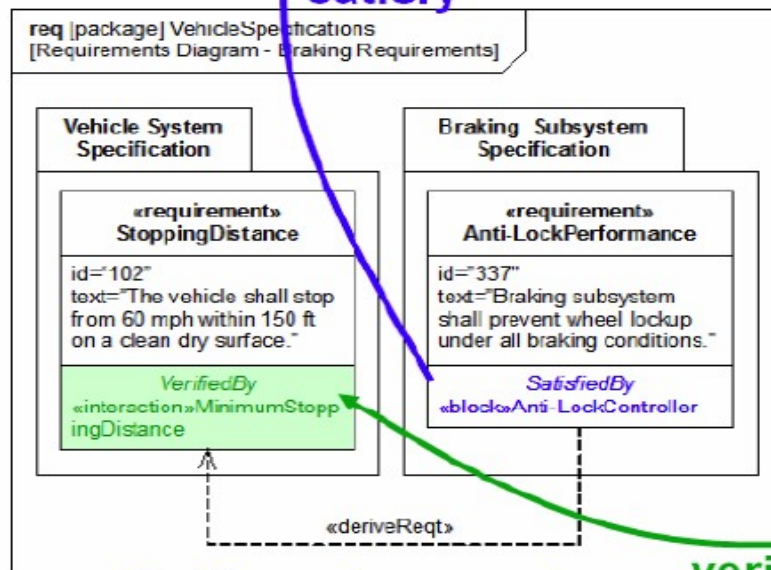 satisfy
req [package] VehicleSpecifications
[Requirements Diagram - Braking Requirements]
Vehicle System
Specification
Braking Subsystem
Specification
«requirement»
StoppingDistance
id="102"
text="The vehicle shall stop
from 60 mph within 150 ft
on a clean dry surface."
VerifiedBy
«interaction»MinimumStopp
ingDistance
«requirement»
Anti-LockPerformance
id="337"
text="Braking subsystem
shall prevent wheel lockup
under all braking conditions."
SatisfiedBy
«block»Anti-LockController
«deriveReqt»